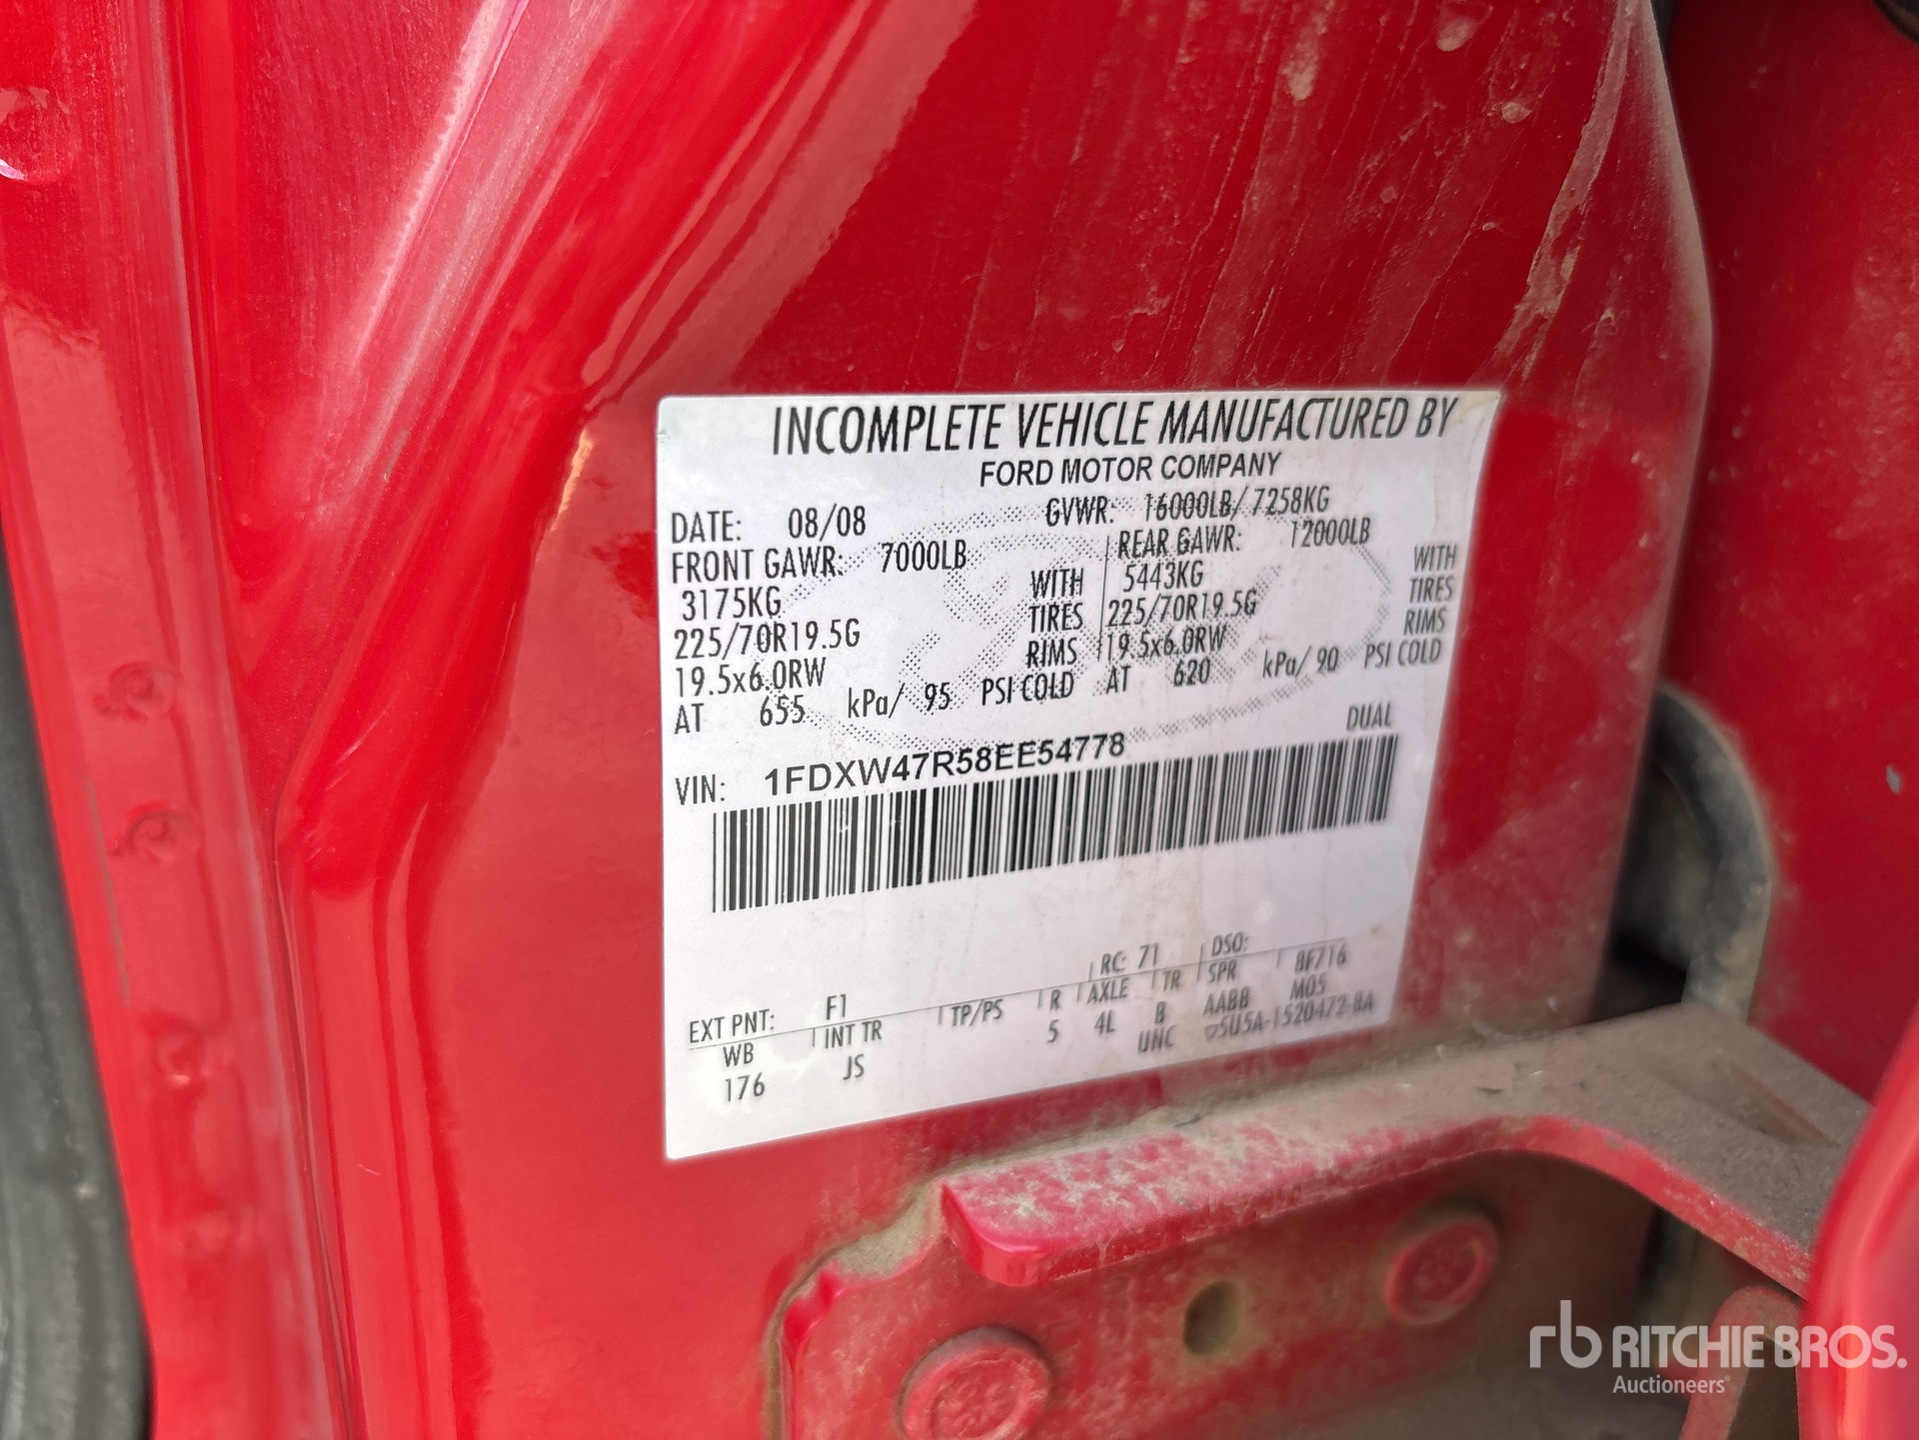 INCOMPLETE VEHICLE MANUFACTURED BY
FORD MOTOR COMPANY
DATE: 08/08 GVWR: 16000LB/ 7258KG
FRONT GAWR: 7000LB REAR GAWR: 12000LB
3175KG WITH 5443KG WITH
225/70R19.5G TIRES 225/70R19.5G TIRES
19.5x6.0RW RIMS 19.5x6.0RW RIMS
AT 655 kPa/ 95 PSI COLD AT 620 kPa/ 90 PSI COLD
VIN: 1FDXW47R58EE54778 DUAL
EXT PNT: F1 RC: 71 DSO:
WB INT TR TP/PS R AXLE TR SPR 8F716
176 JS 5 4L B AABB M05
UNC 5U5A-1520472-BA
rb RITCHIE BROS.
Auctioneers